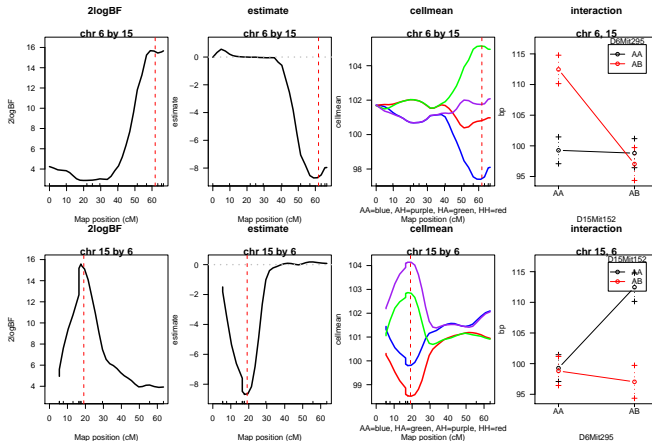 2logBF
chr 6 by 15
2logBF
16
14
12
10
8
6
4
0 10 20 30 40 50 60
Map position (cM)
estimate
chr 6 by 15
estimate
0
−2
−4
−6
−8
0 10 20 30 40 50 60
Map position (cM)
cellmean
chr 6 by 15
cellmean
104
102
100
98
0 10 20 30 40 50 60
Map position (cM)
AA=blue, AH=purple, HA=green, HH=red
interaction
chr 6, 15
D6Mit295
AA
AB
bp
115
110
105
100
95
AA AB
D15Mit152
2logBF
chr 15 by 6
2logBF
16
14
12
10
8
6
4
0 10 20 30 40 50 60
Map position (cM)
estimate
chr 15 by 6
estimate
0
−2
−4
−6
−8
0 10 20 30 40 50 60
Map position (cM)
cellmean
chr 15 by 6
cellmean
104
103
102
101
100
99
0 10 20 30 40 50 60
Map position (cM)
AA=blue, HA=green, AH=purple, HH=red
interaction
chr 15, 6
D15Mit152
AA
AB
bp
115
110
105
100
95
AA AB
D6Mit295